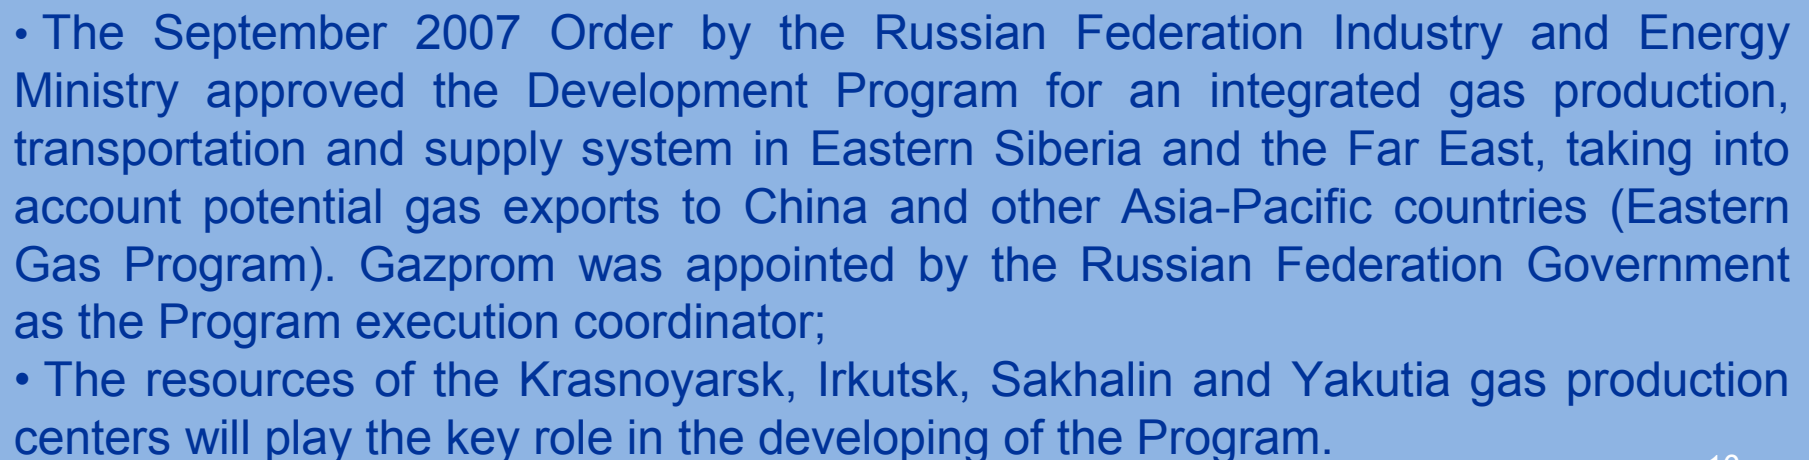 • The September 2007 Order by the Russian Federation Industry and Energy
Ministry approved the Development Program for an integrated gas production,
transportation and supply system in Eastern Siberia and the Far East, taking into
account potential gas exports to China and other Asia-Pacific countries (Eastern
Gas Program). Gazprom was appointed by the Russian Federation Government
as the Program execution coordinator;
• The resources of the Krasnoyarsk, Irkutsk, Sakhalin and Yakutia gas production
centers will play the key role in the developing of the Program.